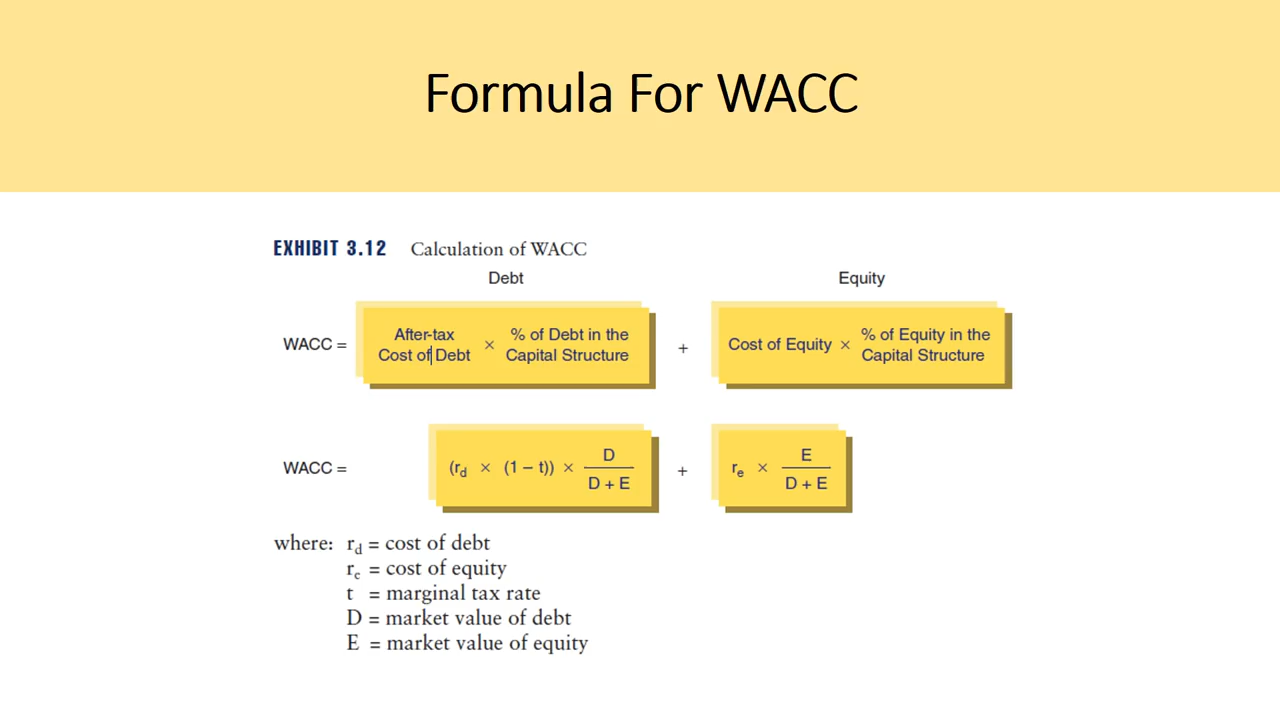 Formula For WACC
EXHIBIT 3.12 Calculation of WACC
Debt Equity
WACC = After-tax Cost of Debt × % of Debt in the Capital Structure + Cost of Equity × % of Equity in the Capital Structure
WACC = (rd × (1 – t)) × D / D + E + re × E / D + E
where: rd = cost of debt
re = cost of equity
t = marginal tax rate
D = market value of debt
E = market value of equity